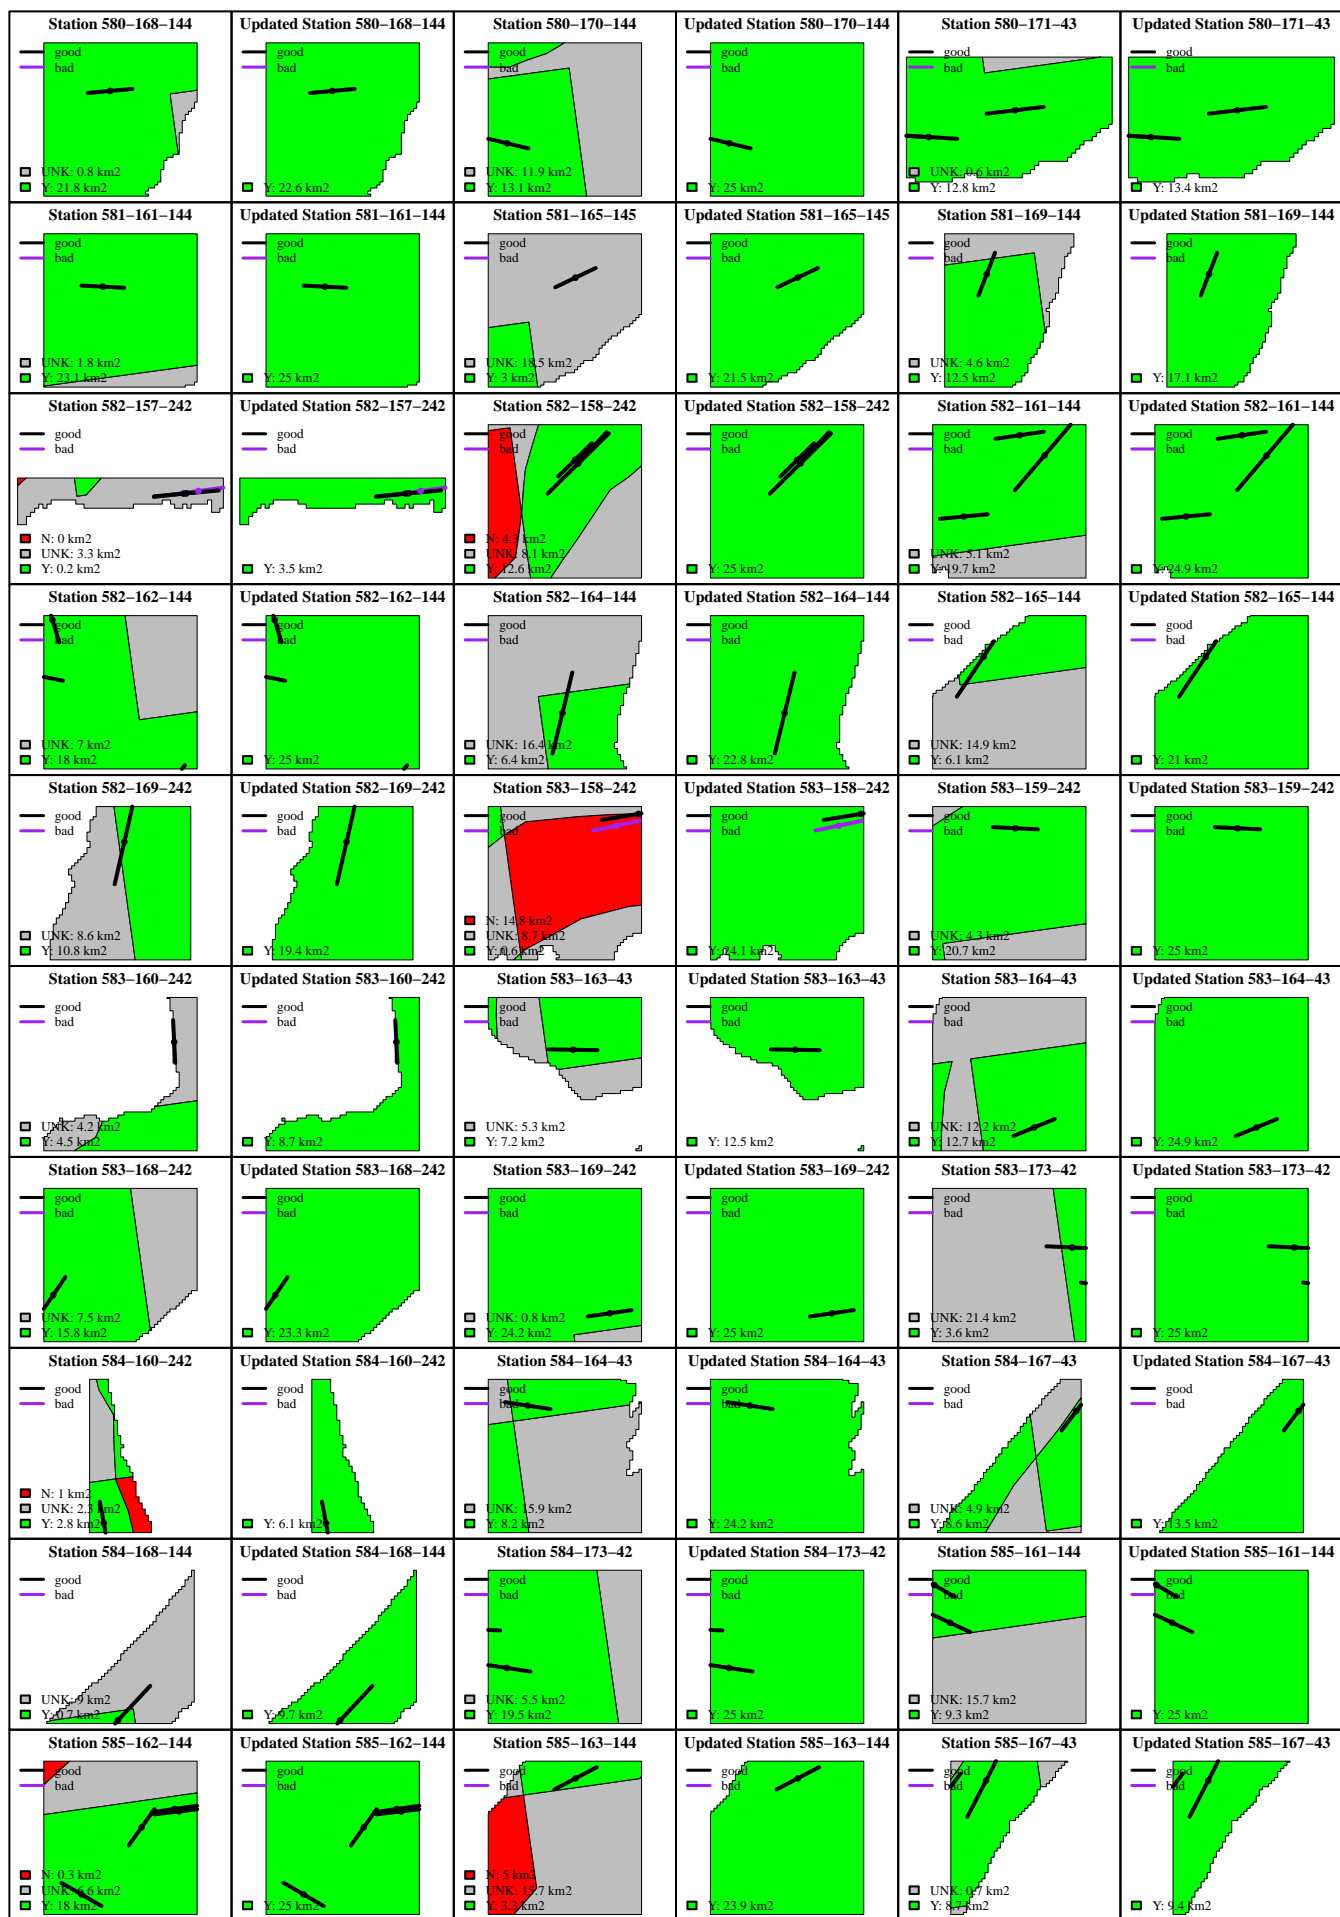 Station 580–168–144
good
bad
UNK: 0.8 km2
Y: 21.8 km2
Updated Station 580–168–144
good
bad
Y: 22.6 km2
Station 580–170–144
good
bad
UNK: 11.9 km2
Y: 13.1 km2
Updated Station 580–170–144
good
bad
Y: 25 km2
Station 580–171–43
good
bad
UNK: 0.6 km2
Y: 12.8 km2
Updated Station 580–171–43
good
bad
Y: 13.4 km2
Station 581–161–144
good
bad
UNK: 1.8 km2
Y: 23.1 km2
Updated Station 581–161–144
good
bad
Y: 25 km2
Station 581–165–145
good
bad
UNK: 18.5 km2
Y: 3 km2
Updated Station 581–165–145
good
bad
Y: 21.5 km2
Station 581–169–144
good
bad
UNK: 4.6 km2
Y: 12.5 km2
Updated Station 581–169–144
good
bad
Y: 17.1 km2
Station 582–157–242
good
bad
N: 0 km2
UNK: 3.3 km2
Y: 0.2 km2
Updated Station 582–157–242
good
bad
Y: 3.5 km2
Station 582–158–242
good
bad
N: 4.3 km2
UNK: 8.1 km2
Y: 12.6 km2
Updated Station 582–158–242
good
bad
Y: 25 km2
Station 582–161–144
good
bad
UNK: 5.1 km2
Y: 19.7 km2
Updated Station 582–161–144
good
bad
Y: 24.9 km2
Station 582–162–144
good
bad
UNK: 7 km2
Y: 18 km2
Updated Station 582–162–144
good
bad
Y: 25 km2
Station 582–164–144
good
bad
UNK: 16.4 km2
Y: 6.4 km2
Updated Station 582–164–144
good
bad
Y: 22.8 km2
Station 582–165–144
good
bad
UNK: 14.9 km2
Y: 6.1 km2
Updated Station 582–165–144
good
bad
Y: 21 km2
Station 582–169–242
good
bad
UNK: 8.6 km2
Y: 10.8 km2
Updated Station 582–169–242
good
bad
Y: 19.4 km2
Station 583–158–242
good
bad
N: 14.8 km2
UNK: 8.7 km2
Y: 0.6 km2
Updated Station 583–158–242
good
bad
Y: 24.1 km2
Station 583–159–242
good
bad
UNK: 4.3 km2
Y: 20.7 km2
Updated Station 583–159–242
good
bad
Y: 25 km2
Station 583–160–242
good
bad
UNK: 4.2 km2
Y: 4.5 km2
Updated Station 583–160–242
good
bad
Y: 8.7 km2
Station 583–163–43
good
bad
UNK: 5.3 km2
Y: 7.2 km2
Updated Station 583–163–43
good
bad
Y: 12.5 km2
Station 583–164–43
good
bad
UNK: 12.2 km2
Y: 12.7 km2
Updated Station 583–164–43
good
bad
Y: 24.9 km2
Station 583–168–242
good
bad
UNK: 7.5 km2
Y: 15.8 km2
Updated Station 583–168–242
good
bad
Y: 23.3 km2
Station 583–169–242
good
bad
UNK: 0.8 km2
Y: 24.2 km2
Updated Station 583–169–242
good
bad
Y: 25 km2
Station 583–173–42
good
bad
UNK: 21.4 km2
Y: 3.6 km2
Updated Station 583–173–42
good
bad
Y: 25 km2
Station 584–160–242
good
bad
N: 1 km2
UNK: 2.3 km2
Y: 2.8 km2
Updated Station 584–160–242
good
bad
Y: 6.1 km2
Station 584–164–43
good
bad
UNK: 15.9 km2
Y: 8.2 km2
Updated Station 584–164–43
good
bad
Y: 24.2 km2
Station 584–167–43
good
bad
UNK: 4.9 km2
Y: 8.6 km2
Updated Station 584–167–43
good
bad
Y: 13.5 km2
Station 584–168–144
good
bad
UNK: 9 km2
Y: 0.7 km2
Updated Station 584–168–144
good
bad
Y: 9.7 km2
Station 584–173–42
good
bad
UNK: 5.5 km2
Y: 19.5 km2
Updated Station 584–173–42
good
bad
Y: 25 km2
Station 585–161–144
good
bad
UNK: 15.7 km2
Y: 9.3 km2
Updated Station 585–161–144
good
bad
Y: 25 km2
Station 585–162–144
good
bad
N: 0.3 km2
UNK: 6.6 km2
Y: 18 km2
Updated Station 585–162–144
good
bad
Y: 25 km2
Station 585–163–144
good
bad
N: 5 km2
UNK: 15.7 km2
Y: 3.3 km2
Updated Station 585–163–144
good
bad
Y: 23.9 km2
Station 585–167–43
good
bad
UNK: 0.7 km2
Y: 8.7 km2
Updated Station 585–167–43
good
bad
Y: 9.4 km2